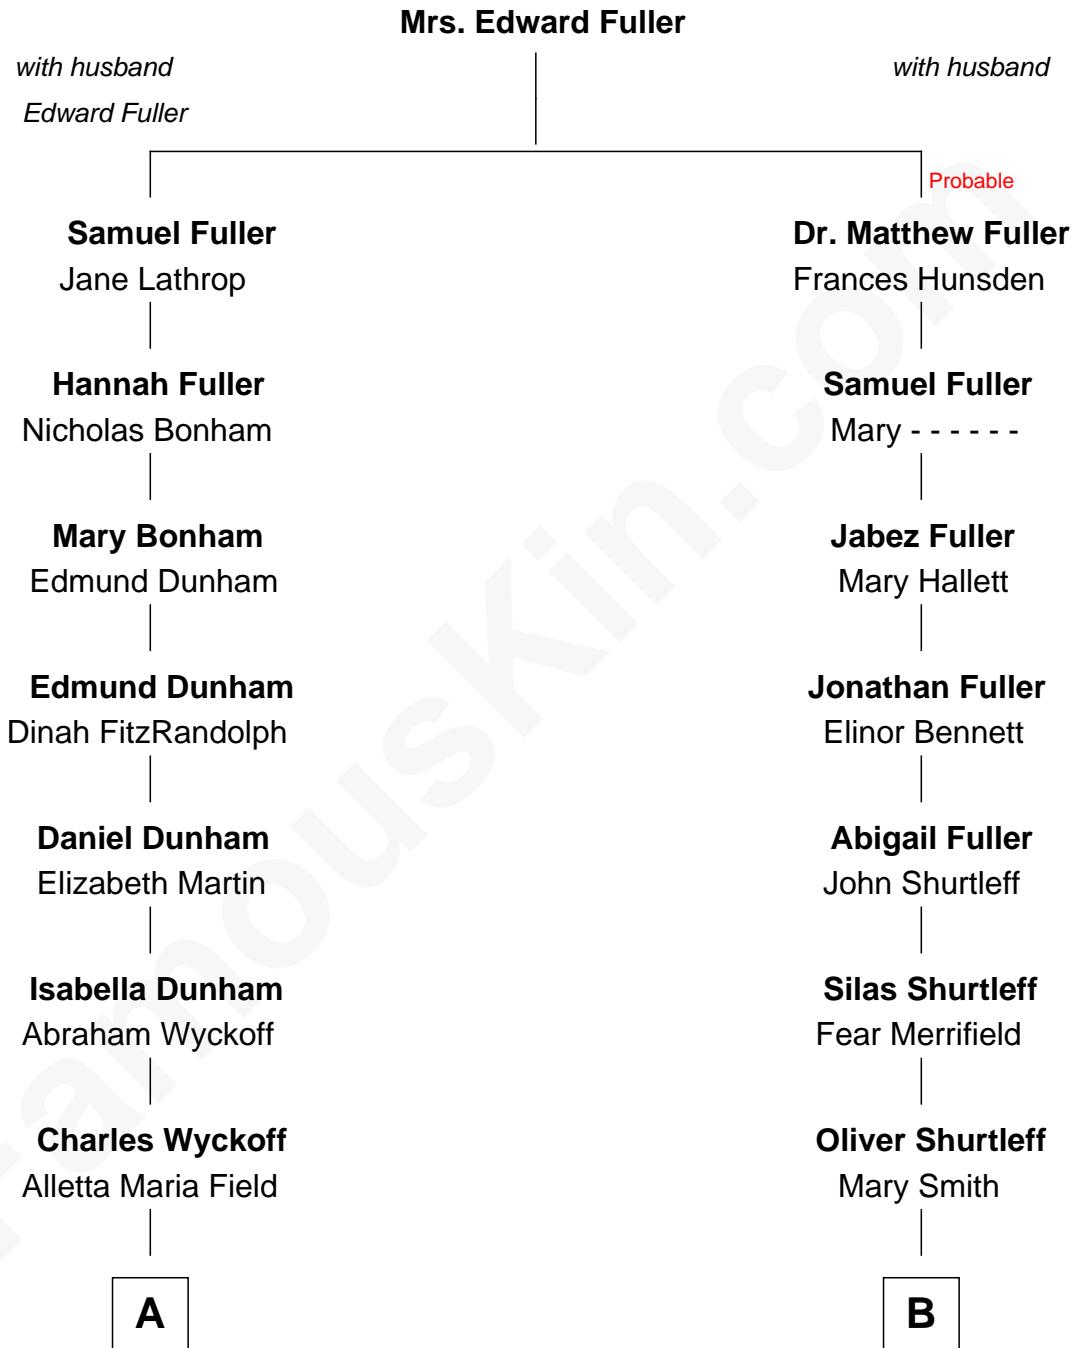 Mrs. Edward Fuller
with husband
Edward Fuller
with husband
Probable
Samuel Fuller
Jane Lathrop
Dr. Matthew Fuller
Frances Hunsden
Hannah Fuller
Nicholas Bonham
Samuel Fuller
Mary - - - - - -
Mary Bonham
Edmund Dunham
Jabez Fuller
Mary Hallett
Edmund Dunham
Dinah FitzRandolph
Jonathan Fuller
Elinor Bennett
Daniel Dunham
Elizabeth Martin
Abigail Fuller
John Shurtleff
Isabella Dunham
Abraham Wyckoff
Silas Shurtleff
Fear Merrifield
Charles Wyckoff
Alletta Maria Field
Oliver Shurtleff
Mary Smith
A
B
FamousKin.com